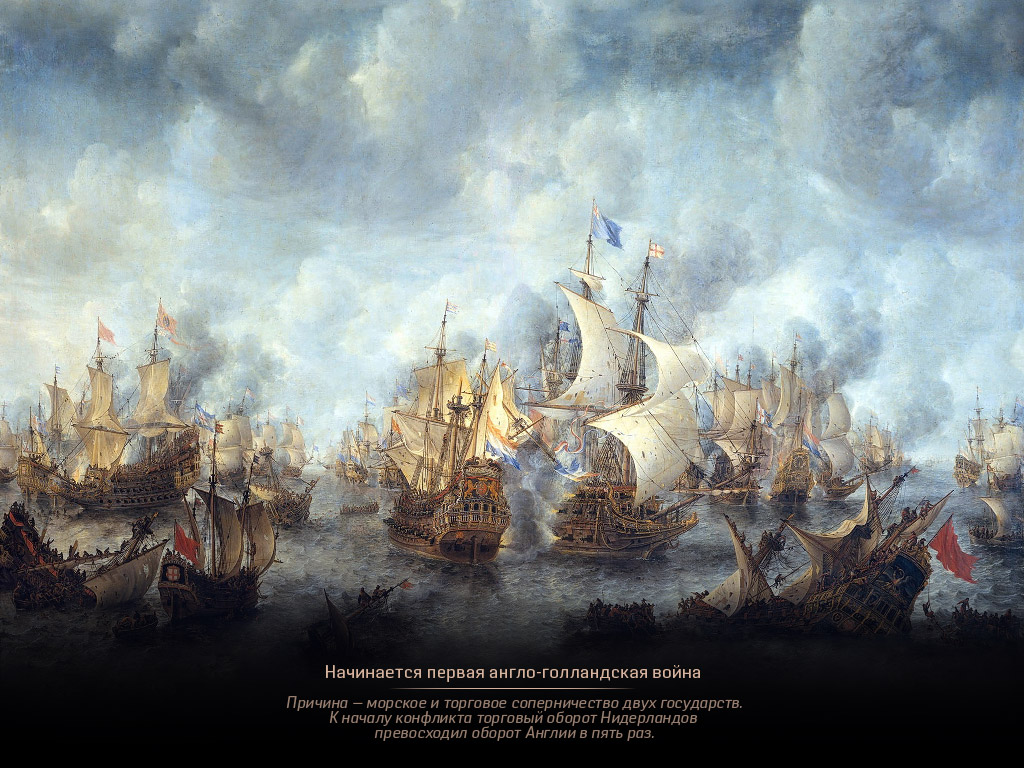 Начинается первая англо-голландская война
Причина – морское и торговое соперничество двух государств.
К началу конфликта торговый оборот Нидерландов
превосходил оборот Англии в пять раз.